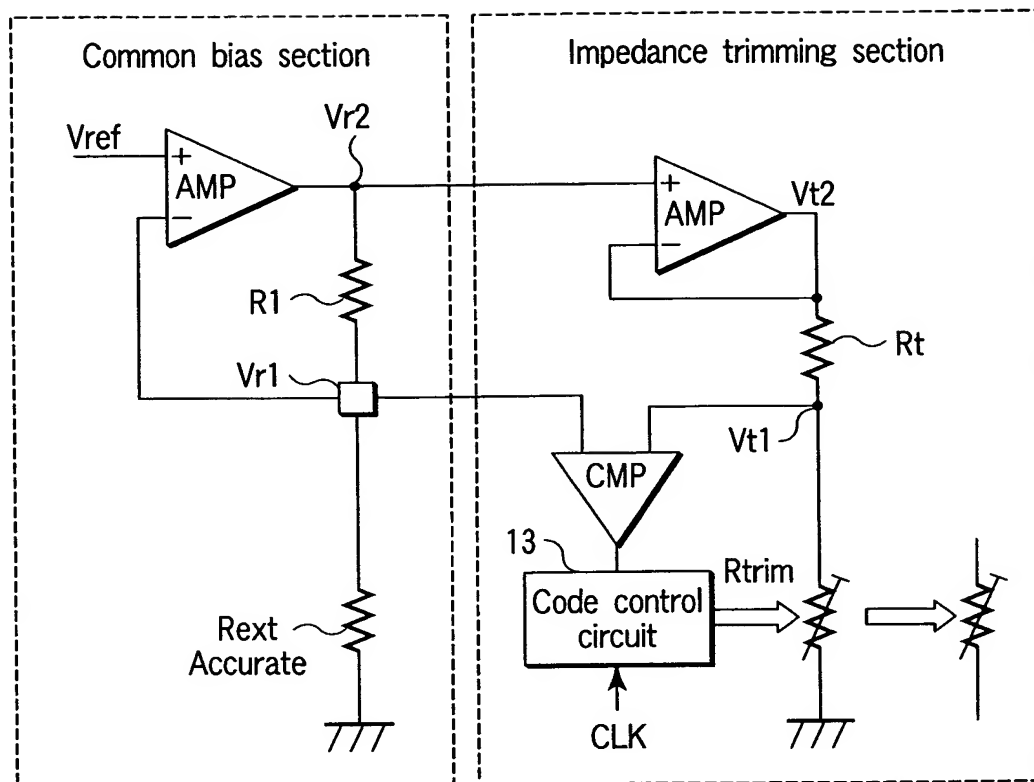 Common bias section
Impedance trimming section
Vref
Vr2
+
AMP
−
+
AMP
−
Vt2
R1
Rt
Vr1
Vt1
CMP
13
Rtrim
Code control
circuit
Rext
Accurate
CLK